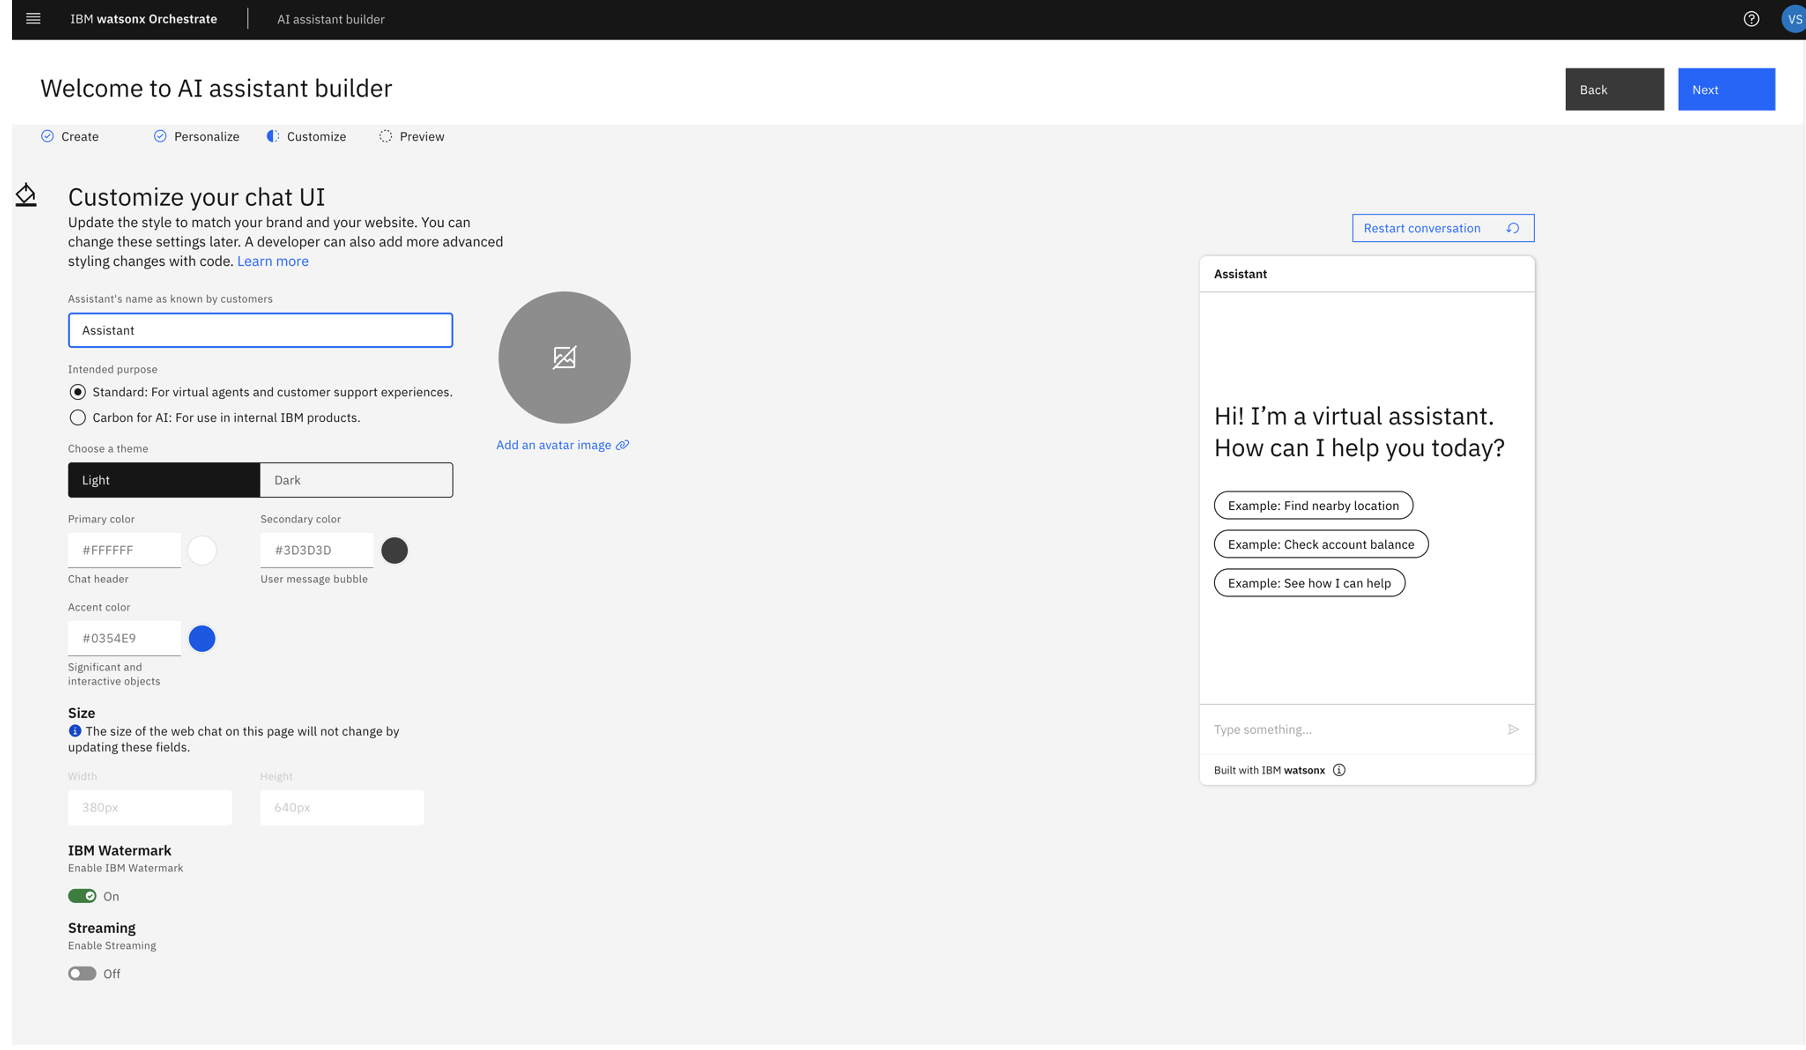 IBM watsonx Orchestrate
AI assistant builder
VS
Welcome to AI assistant builder
Back
Next
Create
Personalize
Customize
Preview
Customize your chat UI
Update the style to match your brand and your website. You can
change these settings later. A developer can also add more advanced
styling changes with code. Learn more
Assistant's name as known by customers
Assistant
Intended purpose
Standard: For virtual agents and customer support experiences.
Carbon for AI: For use in internal IBM products.
Add an avatar image
Choose a theme
Light
Dark
Primary color
Secondary color
#FFFFFF
#3D3D3D
Chat header
User message bubble
Accent color
#0354E9
Significant and
interactive objects
Size
The size of the web chat on this page will not change by
updating these fields.
Width
Height
380px
640px
IBM Watermark
Enable IBM Watermark
On
Streaming
Enable Streaming
Off
Restart conversation
Assistant
Hi! I’m a virtual assistant.
How can I help you today?
Example: Find nearby location
Example: Check account balance
Example: See how I can help
Type something...
Built with IBM watsonx